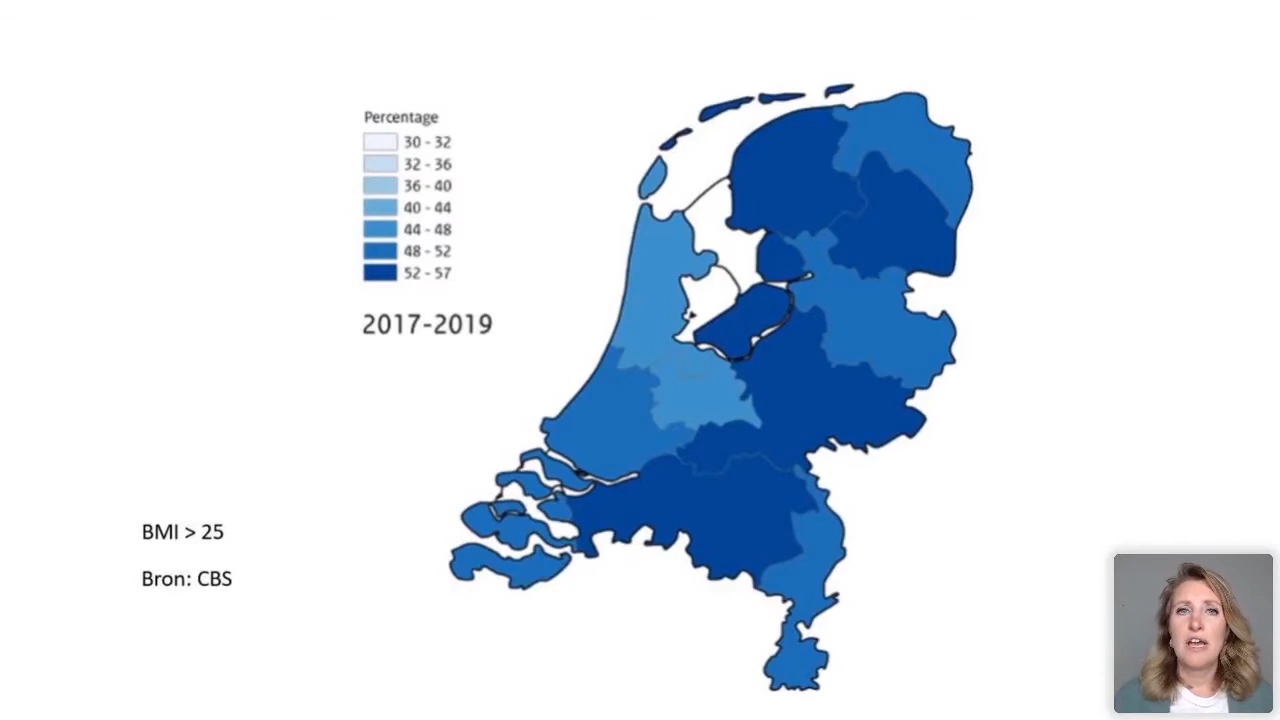 Percentage
30 - 32
32 - 36
36 - 40
40 - 44
44 - 48
48 - 52
52 - 57
2017-2019
BMI > 25
Bron: CBS